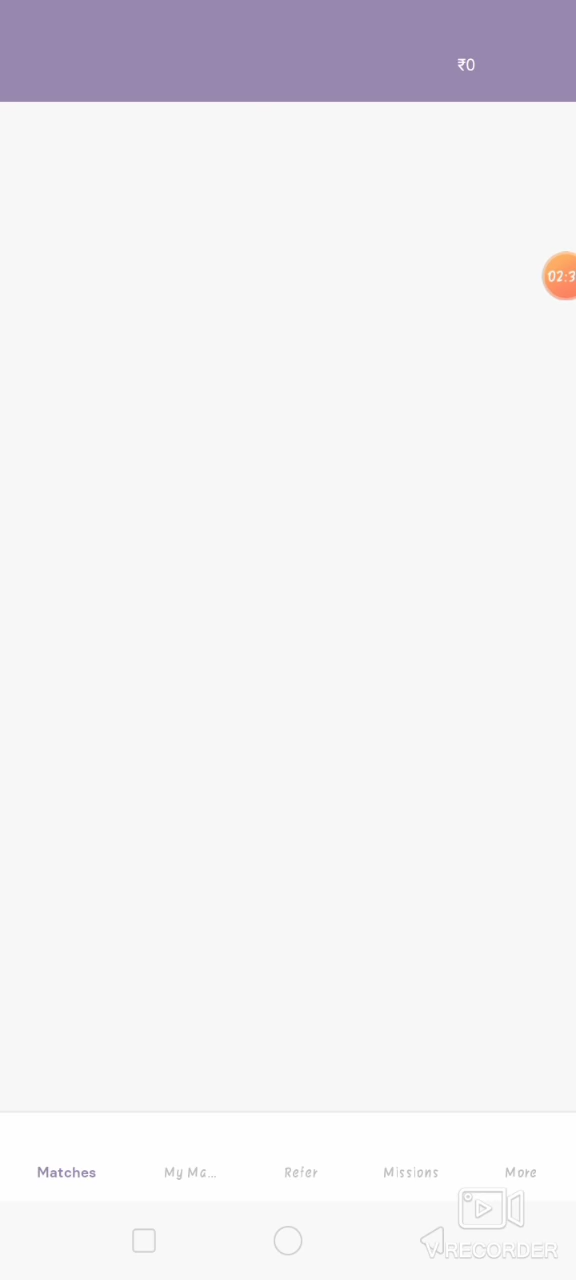 ₹0
02:3
Matches
My Ma...
Refer
Missions
More
V RECORDER